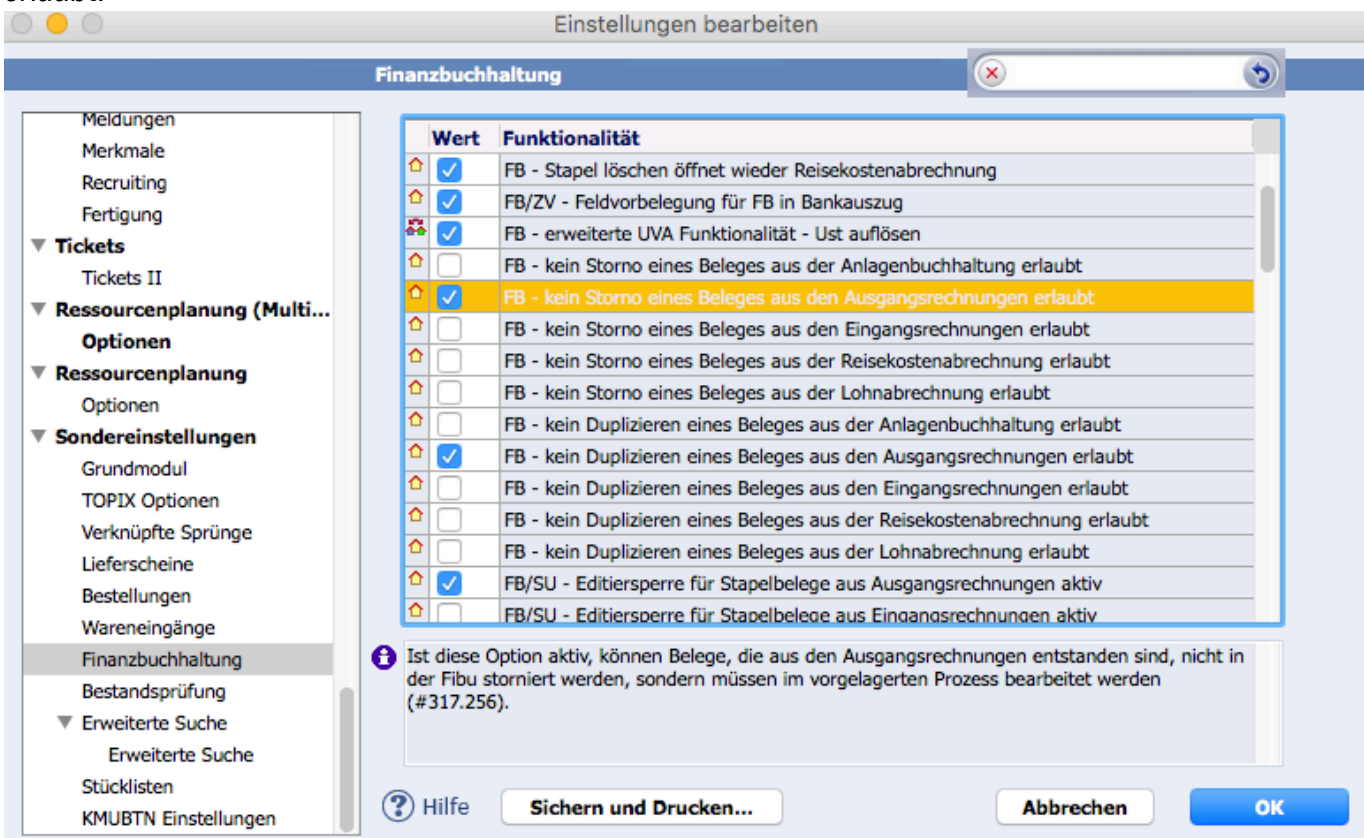 Einstellungen bearbeiten
Finanzbuchhaltung
Meldungen
Merkmale
Recruiting
Fertigung
Tickets
Tickets II
Ressourcenplanung (Multi...
Optionen
Ressourcenplanung
Optionen
Sondereinstellungen
Grundmodul
TOPIX Optionen
Verknüpfte Sprünge
Lieferscheine
Bestellungen
Wareneingänge
Finanzbuchhaltung
Bestandsprüfung
Erweiterte Suche
Erweiterte Suche
Stücklisten
KMUBTN Einstellungen
Wert Funktionalität
FB - Stapel löschen öffnet wieder Reisekostenabrechnung
FB/ZV - Feldvorbelegung für FB in Bankauszug
FB - erweiterte UVA Funktionalität - Ust auflösen
FB - kein Storno eines Beleges aus der Anlagenbuchhaltung erlaubt
FB - kein Storno eines Beleges aus den Ausgangsrechnungen erlaubt
FB - kein Storno eines Beleges aus den Eingangsrechnungen erlaubt
FB - kein Storno eines Beleges aus der Reisekostenabrechnung erlaubt
FB - kein Storno eines Beleges aus der Lohnabrechnung erlaubt
FB - kein Duplizieren eines Beleges aus der Anlagenbuchhaltung erlaubt
FB - kein Duplizieren eines Beleges aus den Ausgangsrechnungen erlaubt
FB - kein Duplizieren eines Beleges aus den Eingangsrechnungen erlaubt
FB - kein Duplizieren eines Beleges aus der Reisekostenabrechnung erlaubt
FB - kein Duplizieren eines Beleges aus der Lohnabrechnung erlaubt
FB/SU - Editiersperre für Stapelbelege aus Ausgangsrechnungen aktiv
FB/SU - Editiersperre für Stapelbelege aus Eingangsrechnungen aktiv
Ist diese Option aktiv, können Belege, die aus den Ausgangsrechnungen entstanden sind, nicht in
der Fibu storniert werden, sondern müssen im vorgelagerten Prozess bearbeitet werden
(#317.256).
? Hilfe
Sichern und Drucken...
Abbrechen
OK